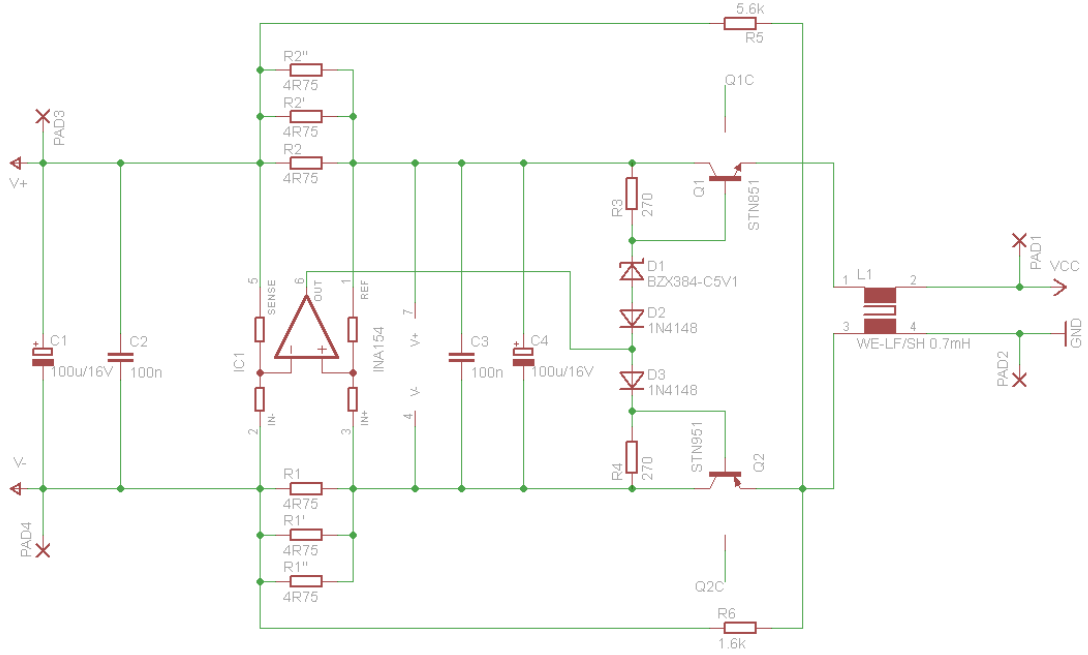 5.6k
R5
R2''
4R75
R2'
4R75
R2
4R75
PAD3
V+
Q1C
Q1
STN851
R3
270
D1
BZX384-C5V1
D2
1N4148
D3
1N4148
5
SENSE
6
OUT
1
REF
7
V+
IC1
INA154
-
+
+
C1
100u/16V
C2
100n
C3
100n
+
C4
100u/16V
V-
4
2
IN-
3
IN+
L1
1
2
3
4
WE-LF/SH 0.7mH
PAD1
VCC
PAD2
GND
V-
PAD4
R1
4R75
R1'
4R75
R1''
4R75
R4
270
STN951
Q2
Q2C
R6
1.6k